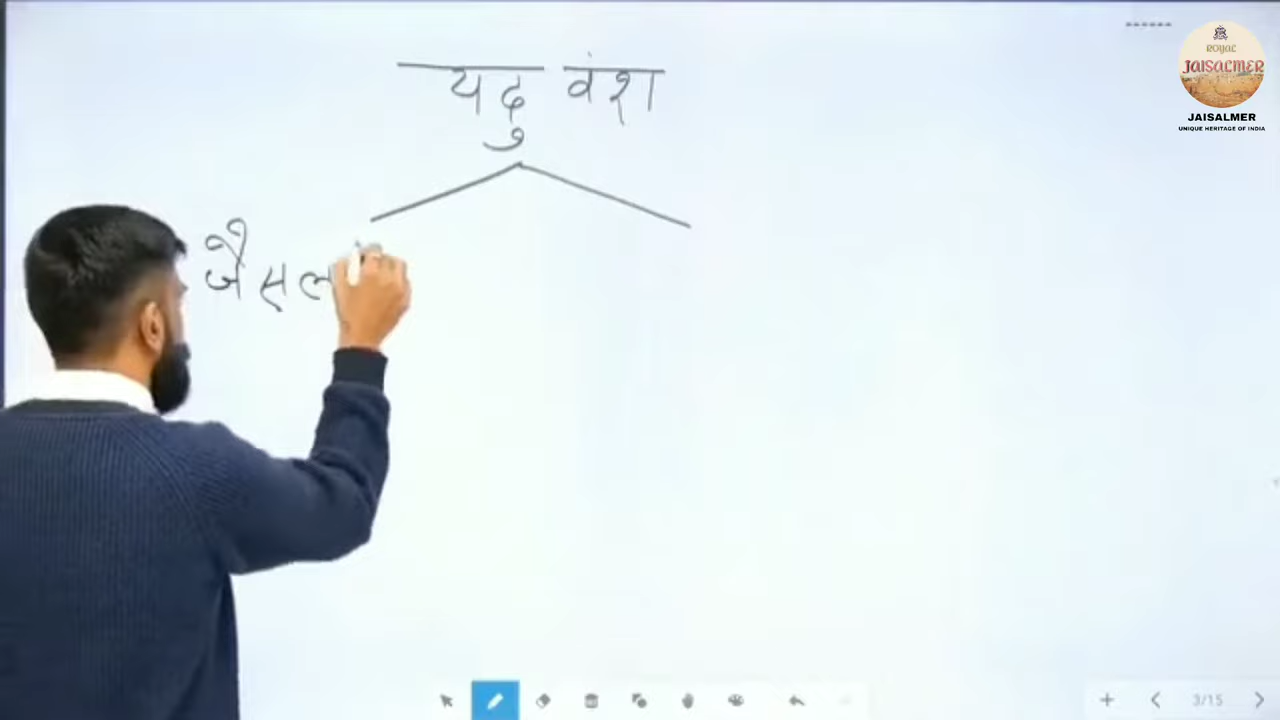 ROYAL
JAISALMER
JAISALMER
UNIQUE HERITAGE OF INDIA
यदु वंश
जैसल
3/15